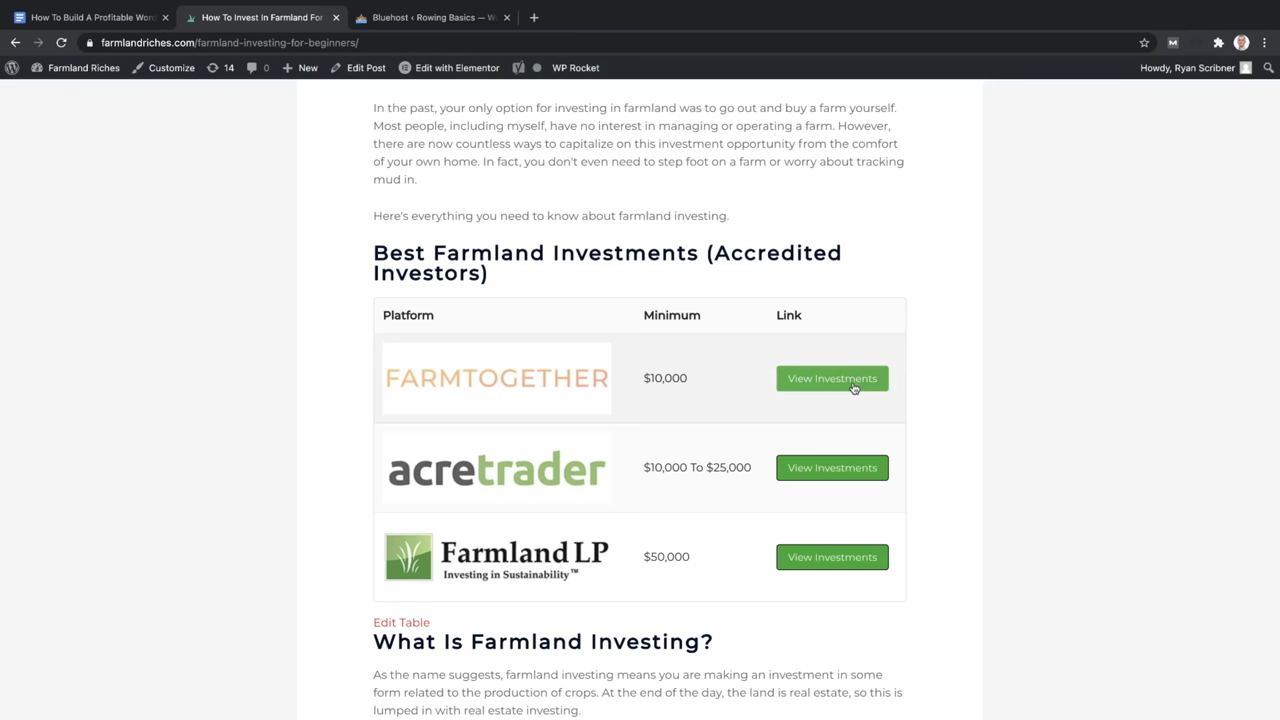 How To Build A Profitable Wor
How To Invest in Farmland For
Bluehost ‹ Rowing Basics — W
farmlandriches.com/farmland-investing-for-beginners/
Farmland Riches
Customize
14
0
New
Edit Post
Edit with Elementor
WP Rocket
Howdy, Ryan Scribner
In the past, your only option for investing in farmland was to go out and buy a farm yourself.
Most people, including myself, have no interest in managing or operating a farm. However,
there are now countless ways to capitalize on this investment opportunity from the comfort
of your own home. In fact, you don't even need to step foot on a farm or worry about tracking
mud in.
Here's everything you need to know about farmland investing.
Best Farmland Investments (Accredited
Investors)
Platform Minimum Link
FARMTOGETHER $10,000 View Investments
acretrader $10,000 To $25,000 View Investments
Farmland LP
Investing in Sustainability™
$50,000 View Investments
Edit Table
What Is Farmland Investing?
As the name suggests, farmland investing means you are making an investment in some
form related to the production of crops. At the end of the day, the land is real estate, so this is
lumped in with real estate investing.